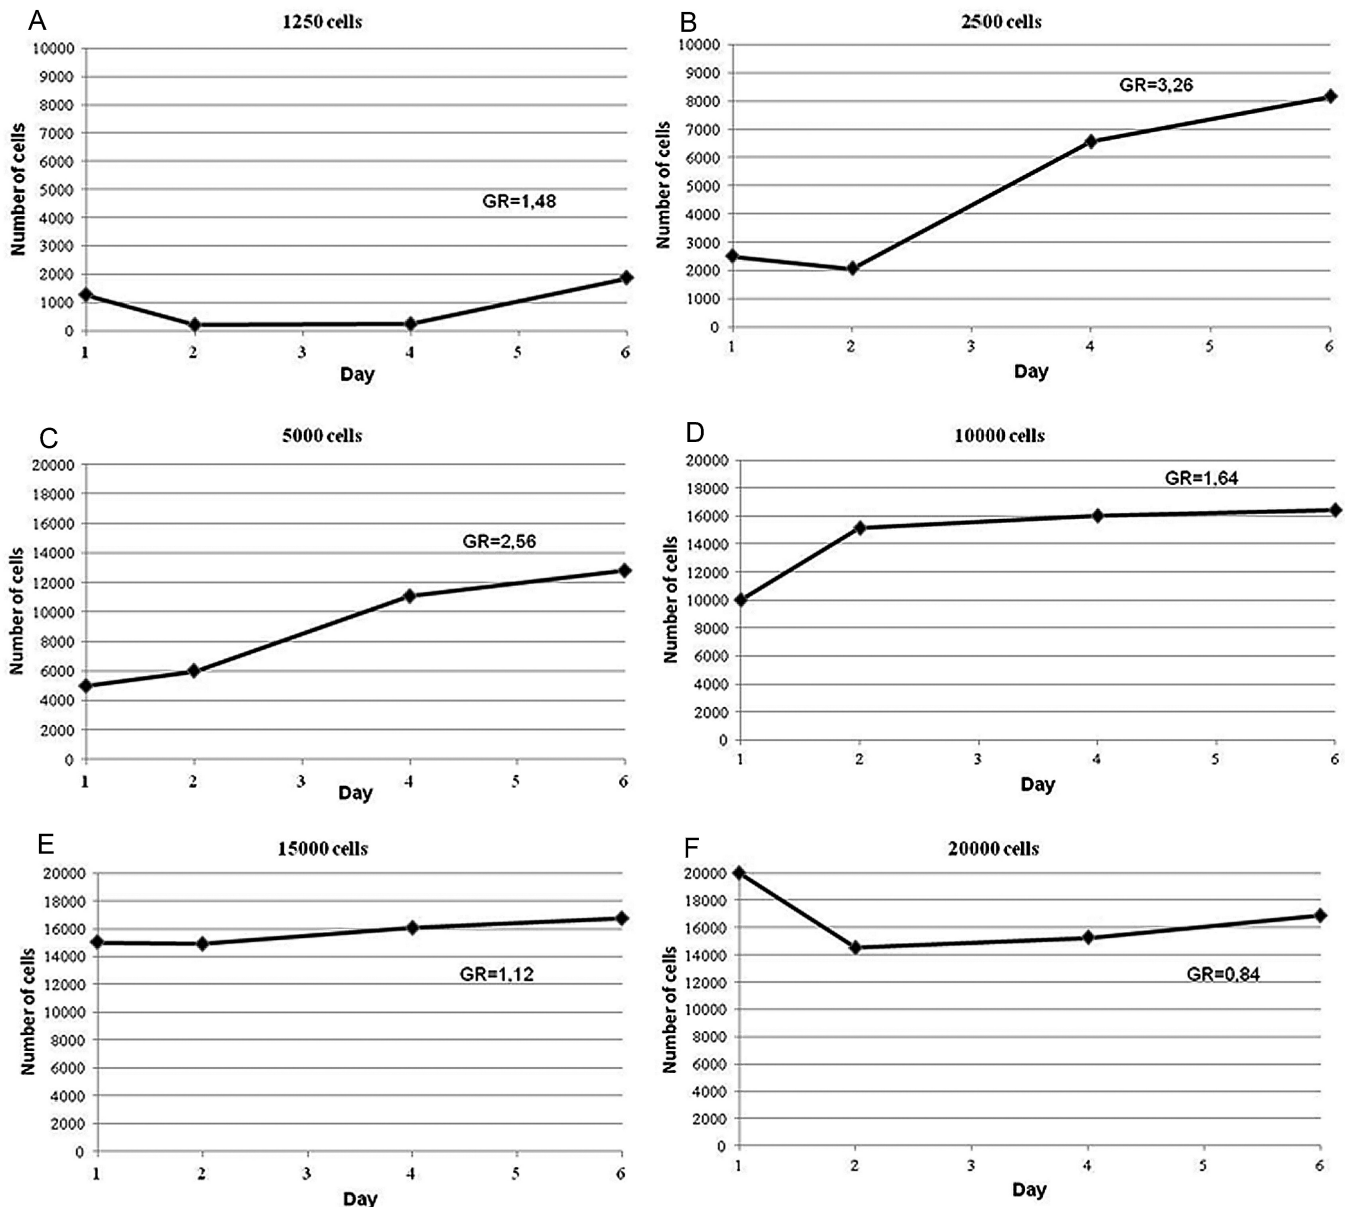 A
1250 cells
10000
9000
8000
7000
6000
5000
4000
3000
2000
1000
0
Number of cells
GR=1,48
1 2 3 4 5 6
Day
B
2500 cells
10000
9000
8000
7000
6000
5000
4000
3000
2000
1000
0
Number of cells
GR=3,26
1 2 3 4 5 6
Day
C
5000 cells
20000
18000
16000
14000
12000
10000
8000
6000
4000
2000
0
Number of cells
GR=2,56
1 2 3 4 5 6
Day
D
10000 cells
20000
18000
16000
14000
12000
10000
8000
6000
4000
2000
0
Number of cells
GR=1,64
1 2 3 4 5 6
Day
E
15000 cells
20000
18000
16000
14000
12000
10000
8000
6000
4000
2000
0
Number of cells
GR=1,12
1 2 3 4 5 6
Day
F
20000 cells
20000
18000
16000
14000
12000
10000
8000
6000
4000
2000
0
Number of cells
GR=0,84
1 2 3 4 5 6
Day